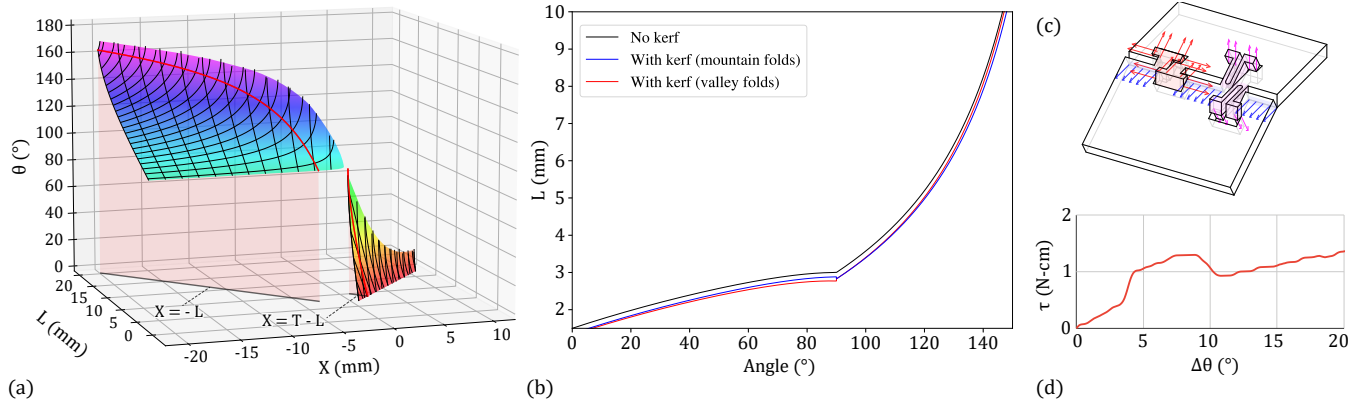 180
160
140
120
100
80
60
40
20
0
θ (°)
20
15
10
5
0
L (mm)
X = - L
X = T - L
-20
-15
-10
-5
0
5
10
X (mm)
(a)
10
9
8
7
6
5
4
3
2
L (mm)
No kerf
With kerf (mountain folds)
With kerf (valley folds)
0
20
40
60
80
100
120
140
Angle (°)
(b)
(c)
2
1
0
τ (N-cm)
0
5
10
15
20
Δθ (°)
(d)